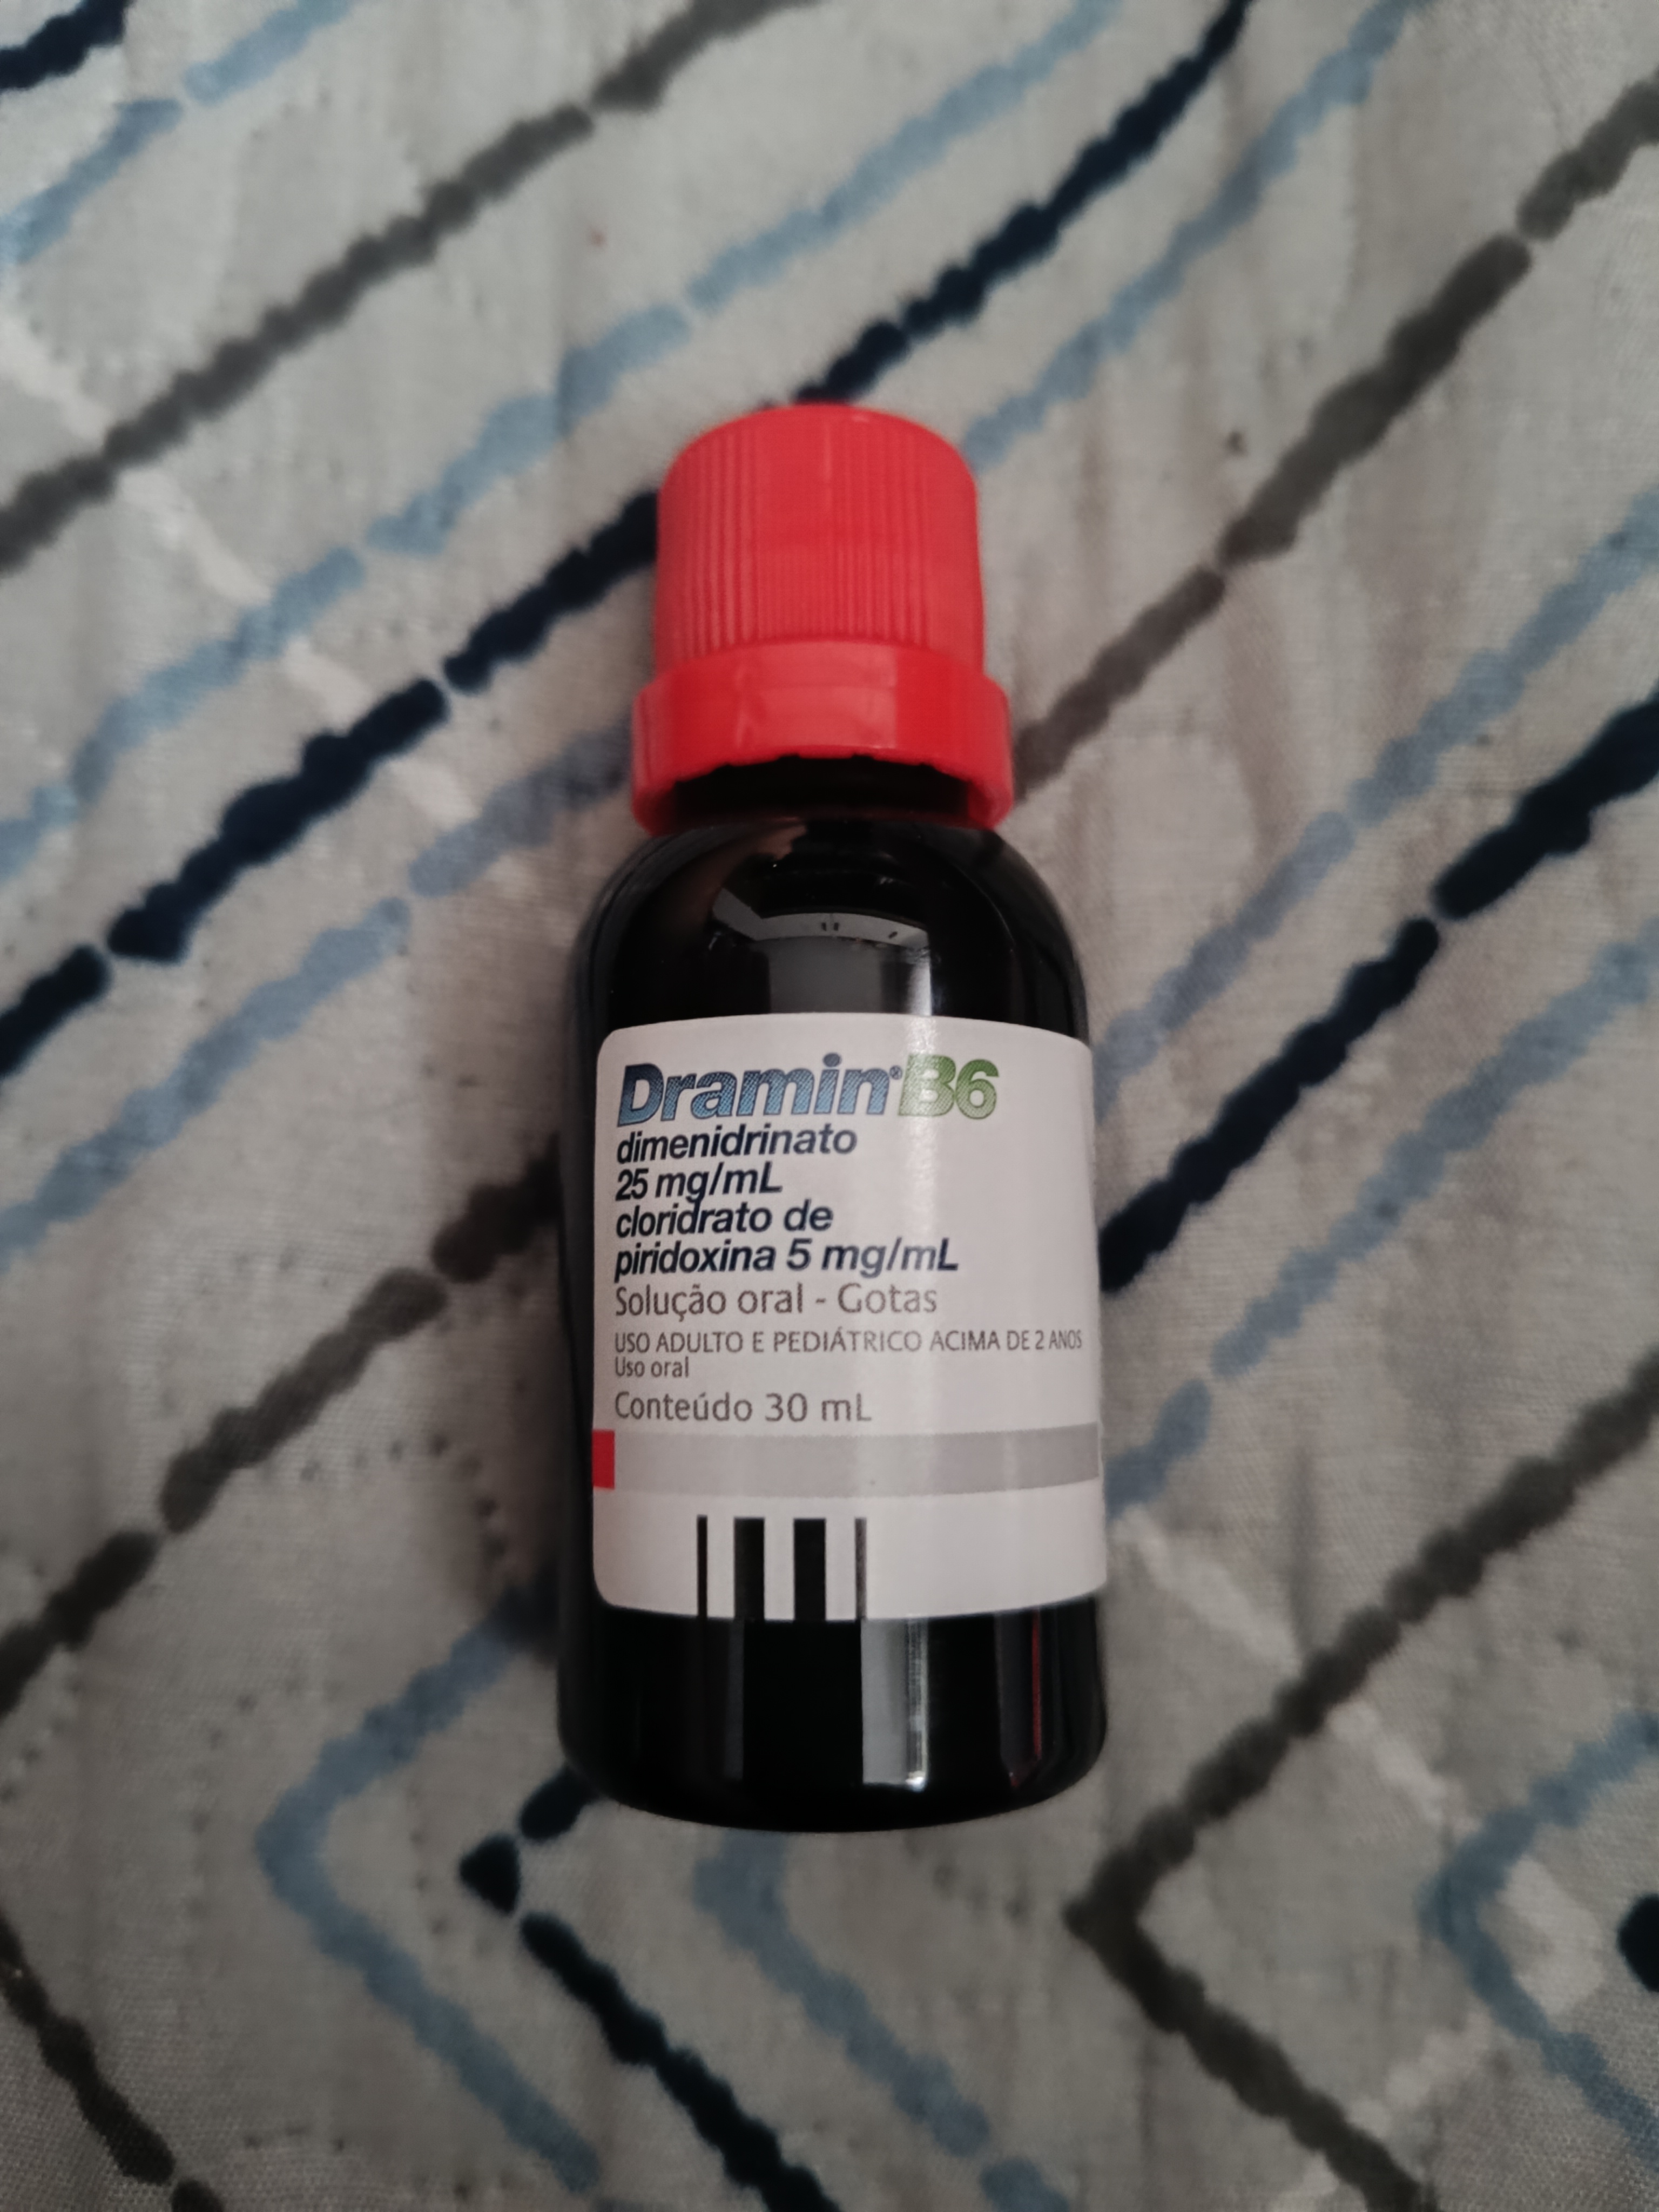 Dramin® B6
dimenidrinato
25 mg/mL
cloridrato de
piridoxina 5 mg/mL
Solução oral - Gotas
USO ADULTO E PEDIÁTRICO ACIMA DE 2 ANOS
Uso oral
Conteúdo 30 mL